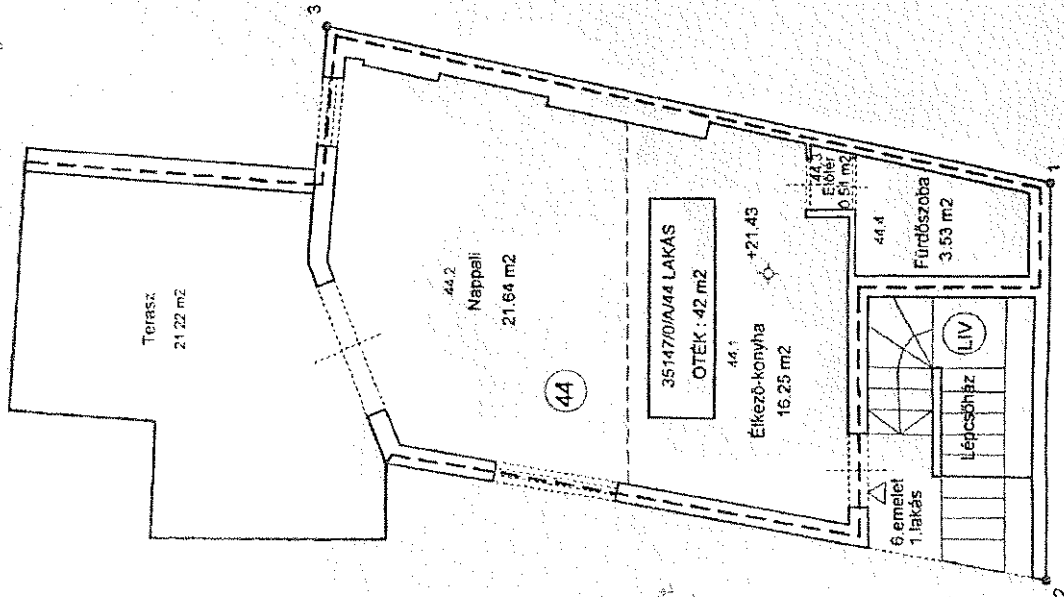 3
Terasz
21.22 m2
44.2
Nappali
21.64 m2
44
35147/0/A/44 LAKÁS
OTÉK : 42 m2
44.1
Étkező-konyha
16.25 m2
+21.43
44.3
Előtér
0.51 m2
44.4
Fürdőszoba
3.53 m2
1
LIV
Lépcsőház
6.emelet
1.lakás
2